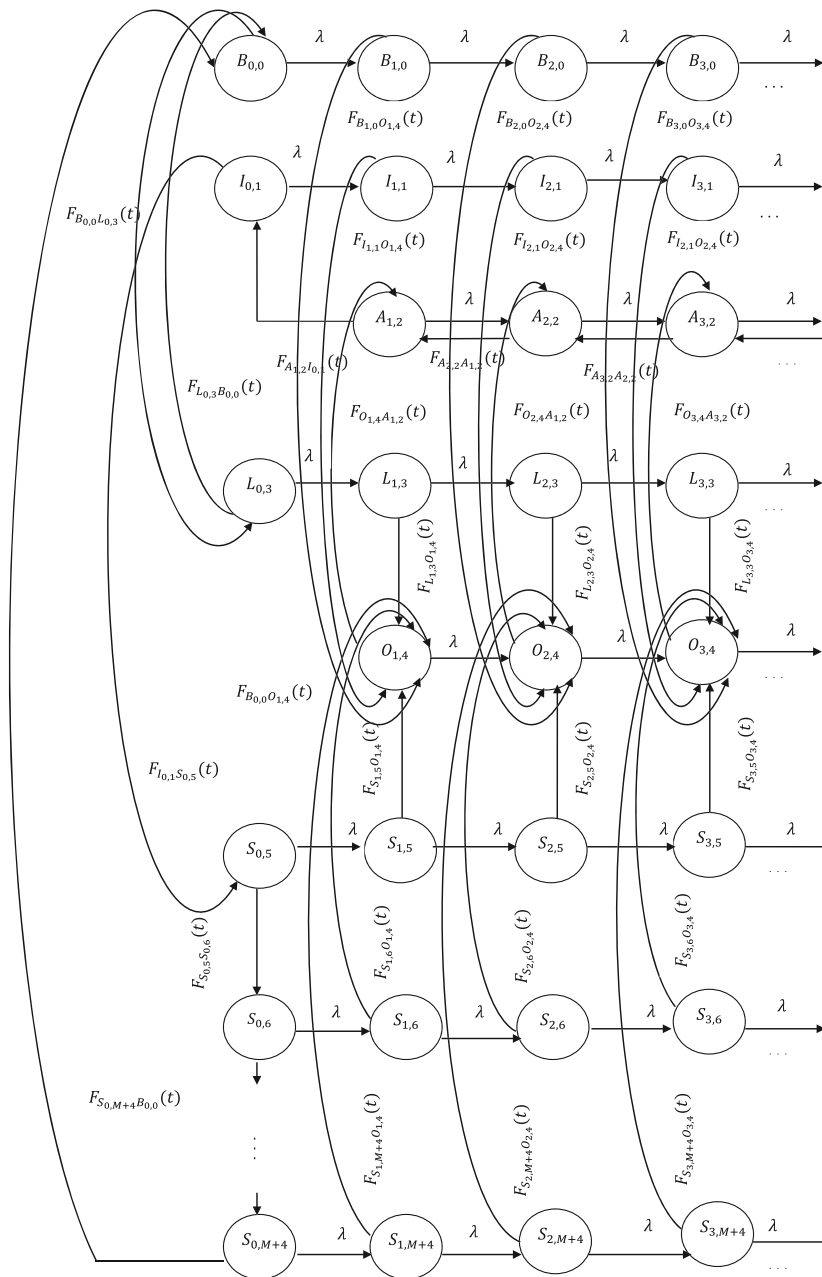 λ λ λ λ
B_{0,0} B_{1,0} B_{2,0} B_{3,0}
. . .
F_{B_{1,0}O_{1,4}}(t) F_{B_{2,0}O_{2,4}}(t) F_{B_{3,0}O_{3,4}}(t)
λ λ λ λ
I_{0,1} I_{1,1} I_{2,1} I_{3,1}
. . .
F_{B_{0,0}L_{0,3}}(t)
F_{I_{1,1}O_{1,4}}(t) F_{I_{2,1}O_{2,4}}(t) F_{I_{2,1}O_{2,4}}(t)
λ λ λ
A_{1,2} A_{2,2} A_{3,2}
F_{A_{1,2}I_{0,1}}(t) F_{A_{2,2}A_{1,2}}(t) F_{A_{3,2}A_{2,2}}(t)
. . .
F_{L_{0,3}B_{0,0}}(t)
F_{O_{1,4}A_{1,2}}(t) F_{O_{2,4}A_{1,2}}(t) F_{O_{3,4}A_{3,2}}(t)
λ λ λ λ
L_{0,3} L_{1,3} L_{2,3} L_{3,3}
. . .
F_{L_{1,3}O_{1,4}}(t) F_{L_{2,3}O_{2,4}}(t) F_{L_{3,3}O_{3,4}}(t)
λ λ λ
O_{1,4} O_{2,4} O_{3,4}
. . .
F_{B_{0,0}O_{1,4}}(t)
F_{S_{1,5}O_{1,4}}(t) F_{S_{2,5}O_{2,4}}(t) F_{S_{3,5}O_{3,4}}(t)
F_{I_{0,1}S_{0,5}}(t)
λ λ λ λ
S_{0,5} S_{1,5} S_{2,5} S_{3,5}
. . .
F_{S_{0,5}S_{0,6}}(t) F_{S_{1,6}O_{1,4}}(t) F_{S_{2,6}O_{2,4}}(t) F_{S_{3,6}O_{3,4}}(t)
λ λ λ λ
S_{0,6} S_{1,6} S_{2,6} S_{3,6}
. . .
F_{S_{0,M+4}B_{0,0}}(t)
F_{S_{1,M+4}O_{1,4}}(t) F_{S_{2,M+4}O_{2,4}}(t) F_{S_{3,M+4}O_{3,4}}(t)
⋮
λ λ λ λ
S_{0,M+4} S_{1,M+4} S_{2,M+4} S_{3,M+4}
. . .